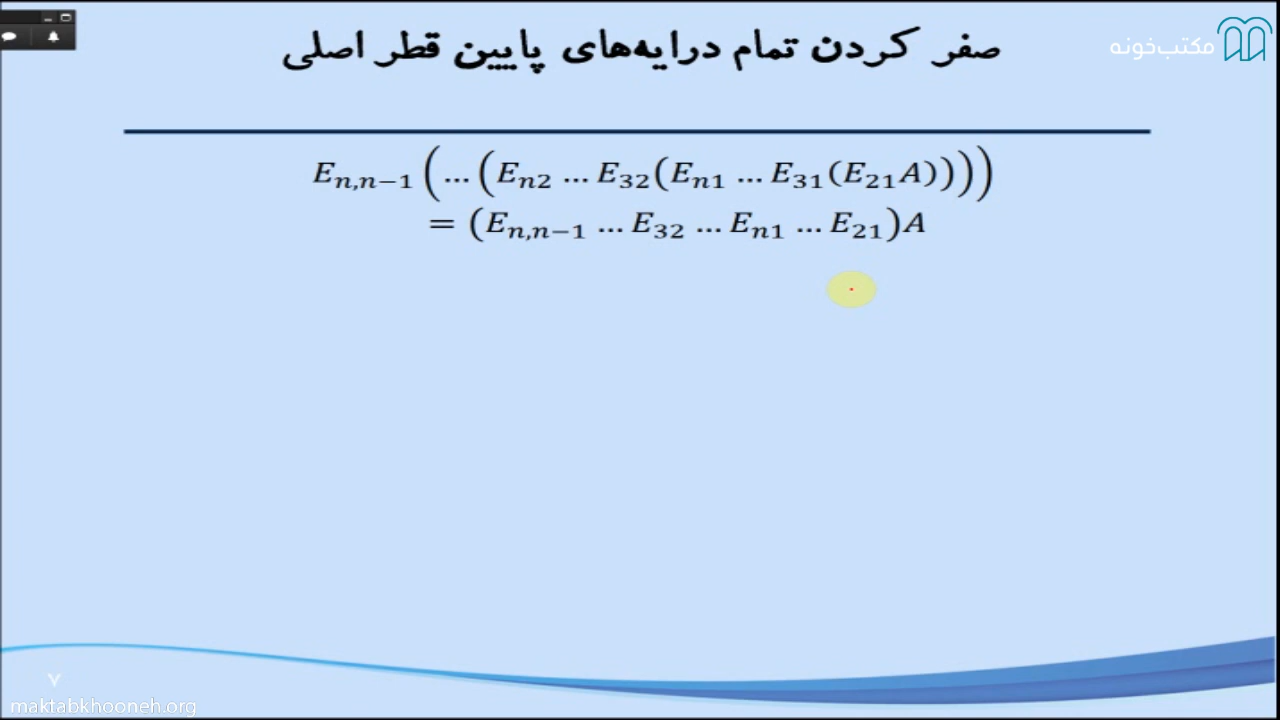 صفر کردن تمام درایه‌های پایین قطر اصلی
مکتب‌خونه
E_{n,n−1}(…(E_{n2} … E_{32}(E_{n1} … E_{31}(E_{21}A))))
= (E_{n,n−1} … E_{32} … E_{n1} … E_{21})A
۷
maktabkhooneh.org